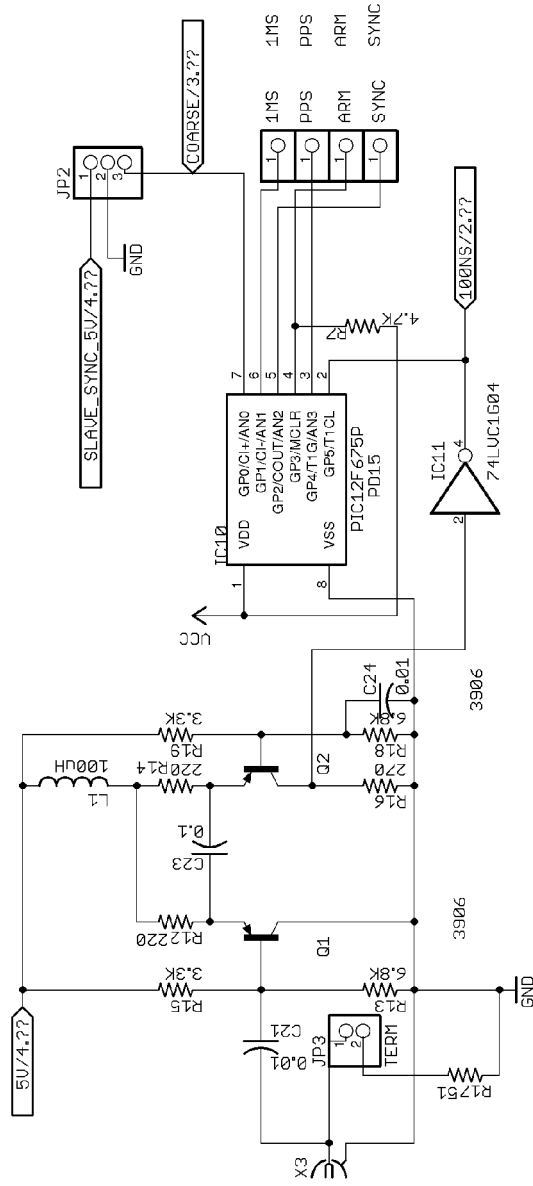 5V/4.??
X3
JP3
1
2
TERM
R17
51
GND
C21
0.01
R15
3.3K
R13
6.8K
Q1
3906
R12
220
C23
0.1
L1
100uH
R14
220
Q2
3906
R16
270
R19
3.3K
R18
6.8K
C24
0.01
VCC
IC10
1
8
VDD
VSS
GP0/CI+/AN0
GP1/CI-/AN1
GP2/COUT/AN2
GP3/MCLR
GP4/T1G/AN3
GP5/T1CL
PIC12F675P
PD15
7
6
5
4
3
2
R7
4.7K
IC11
2
4
74LVC1G04
100NS/2.??
SLAVE_SYNC_5V/4.??
JP2
1
2
3
GND
COARSE/3.??
1
1
1
1
1MS
PPS
ARM
SYNC
1MS
PPS
ARM
SYNC